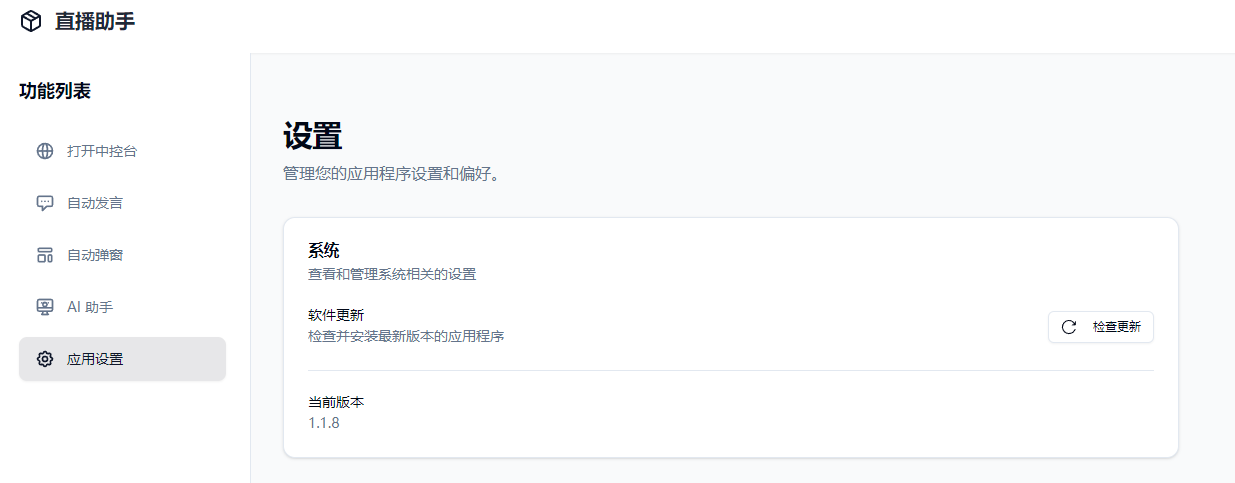 直播助手
功能列表
打开中控台
自动发言
自动弹窗
AI 助手
应用设置
设置
管理您的应用程序设置和偏好。
系统
查看和管理系统相关的设置
软件更新
检查并安装最新版本的应用程序
检查更新
当前版本
1.1.8